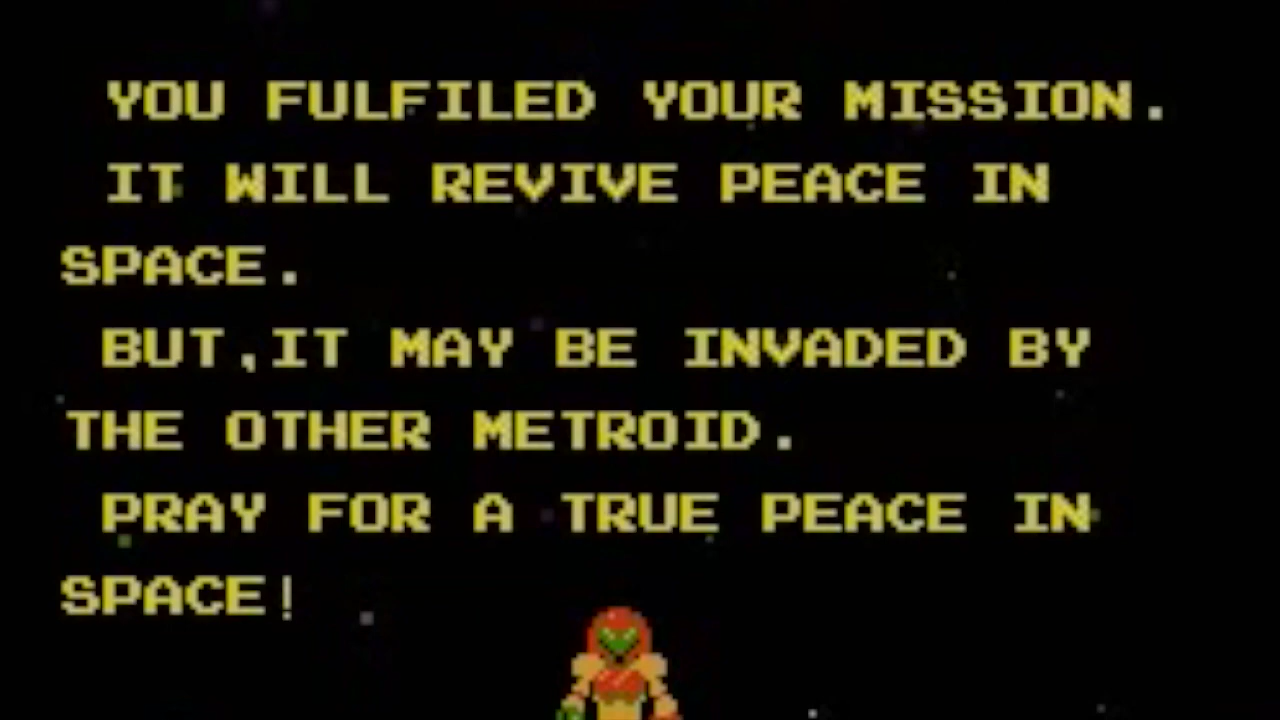 YOU FULFILED YOUR MISSION.
IT WILL REVIVE PEACE IN
SPACE.
BUT,IT MAY BE INVADED BY
THE OTHER METROID.
PRAY FOR A TRUE PEACE IN
SPACE!